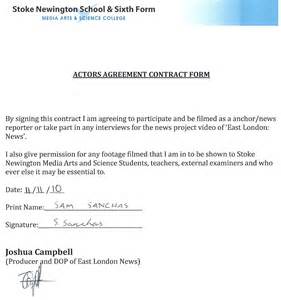 Stoke Newington School & Sixth Form
MEDIA ARTS & SCIENCE COLLEGE
ACTORS AGREEMENT CONTRACT FORM
By signing this contract I am agreeing to participate and be filmed as a anchor/news
reporter or take part in any interviews for the news project video of 'East London:
News'.
I also give permission for any footage filmed that I am in to be shown to Stoke
Newington Media Arts and Science Students, teachers, external examiners and who
ever else it may be essential to.
Date: 11/11/10
Print Name: SAM SANCHAS
Signature: S Sanchas
Joshua Campbell
(Producer and DOP of East London News)